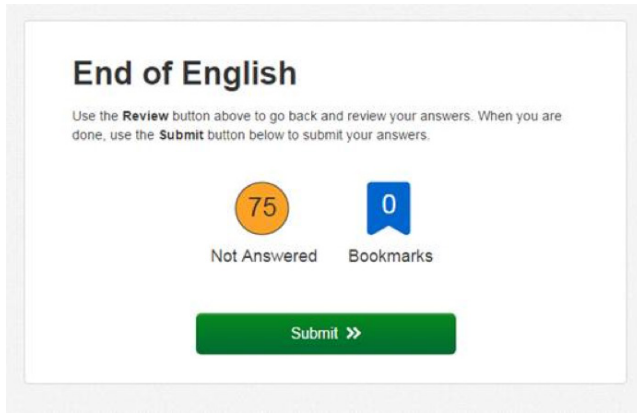 End of English
Use the Review button above to go back and review your answers. When you are
done, use the Submit button below to submit your answers.
75 0
Not Answered Bookmarks
Submit »